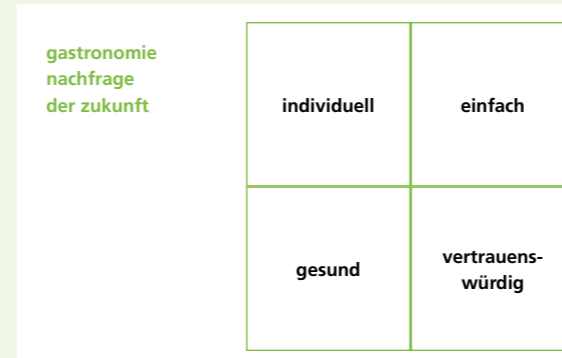 gastronomie
nachfrage
der zukunft
individuell
einfach
gesund
vertrauens-
würdig